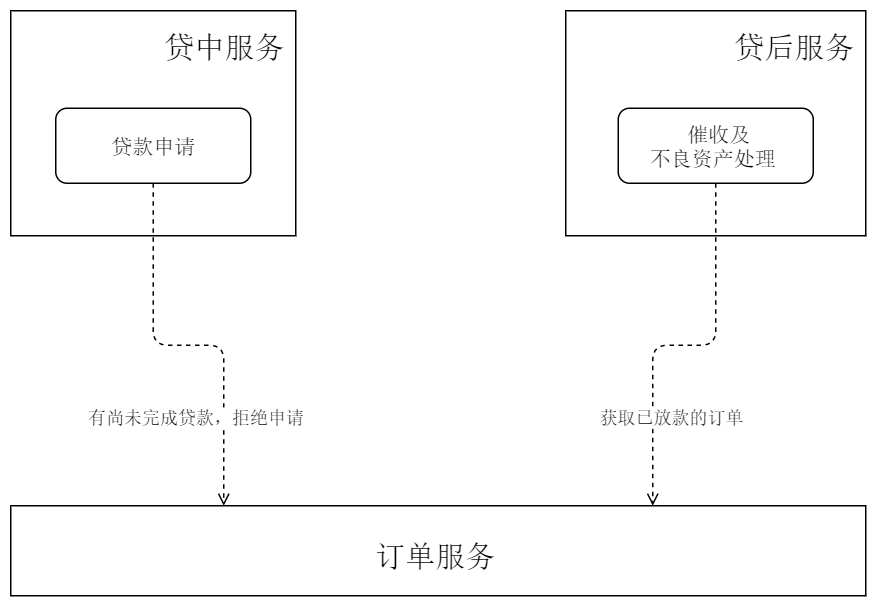 贷中服务
贷后服务
贷款申请
催收及
不良资产处理
有尚未完成贷款，拒绝申请
获取已放款的订单
订单服务